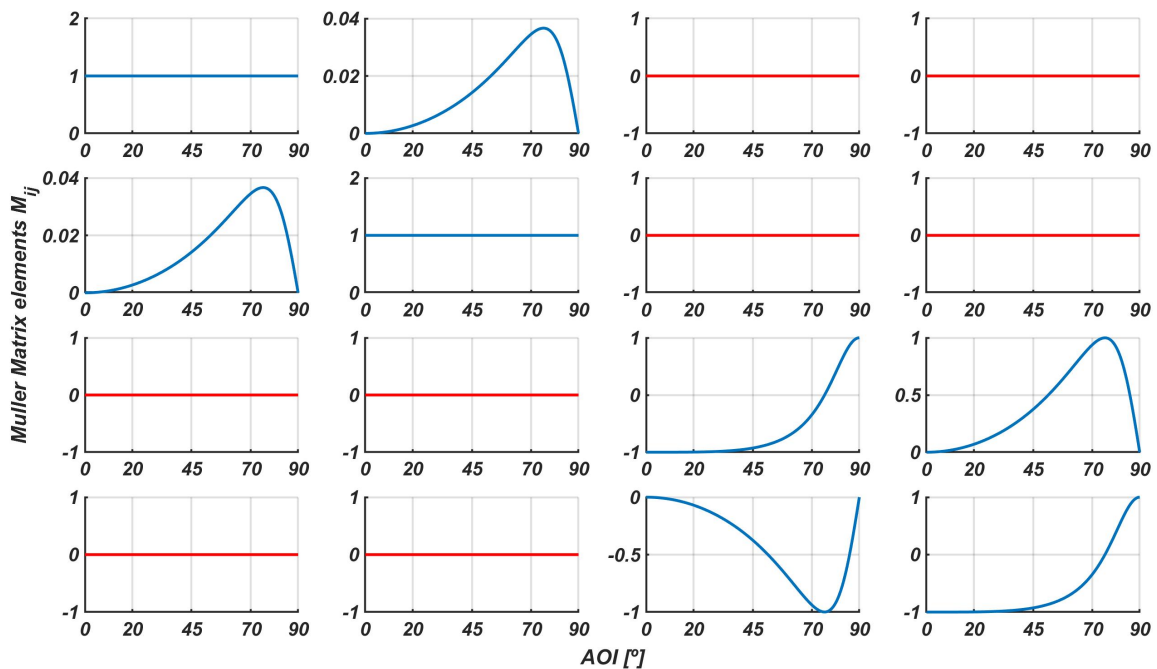 2 0.04 1 1
1 0.02 0 0
0 0 -1 -1
0 20 45 70 90 0 20 45 70 90 0 20 45 70 90 0 20 45 70 90
0.04 2 1 1
0.02 1 0 0
0 0 -1 -1
0 20 45 70 90 0 20 45 70 90 0 20 45 70 90 0 20 45 70 90
Muller Matrix elements M_ij
1 1 1 1
0 0 0 0.5
-1 -1 -1 0
0 20 45 70 90 0 20 45 70 90 0 20 45 70 90 0 20 45 70 90
1 1 0 1
0 0 -0.5 0
-1 -1 -1 -1
0 20 45 70 90 0 20 45 70 90 0 20 45 70 90 0 20 45 70 90
AOI [º]